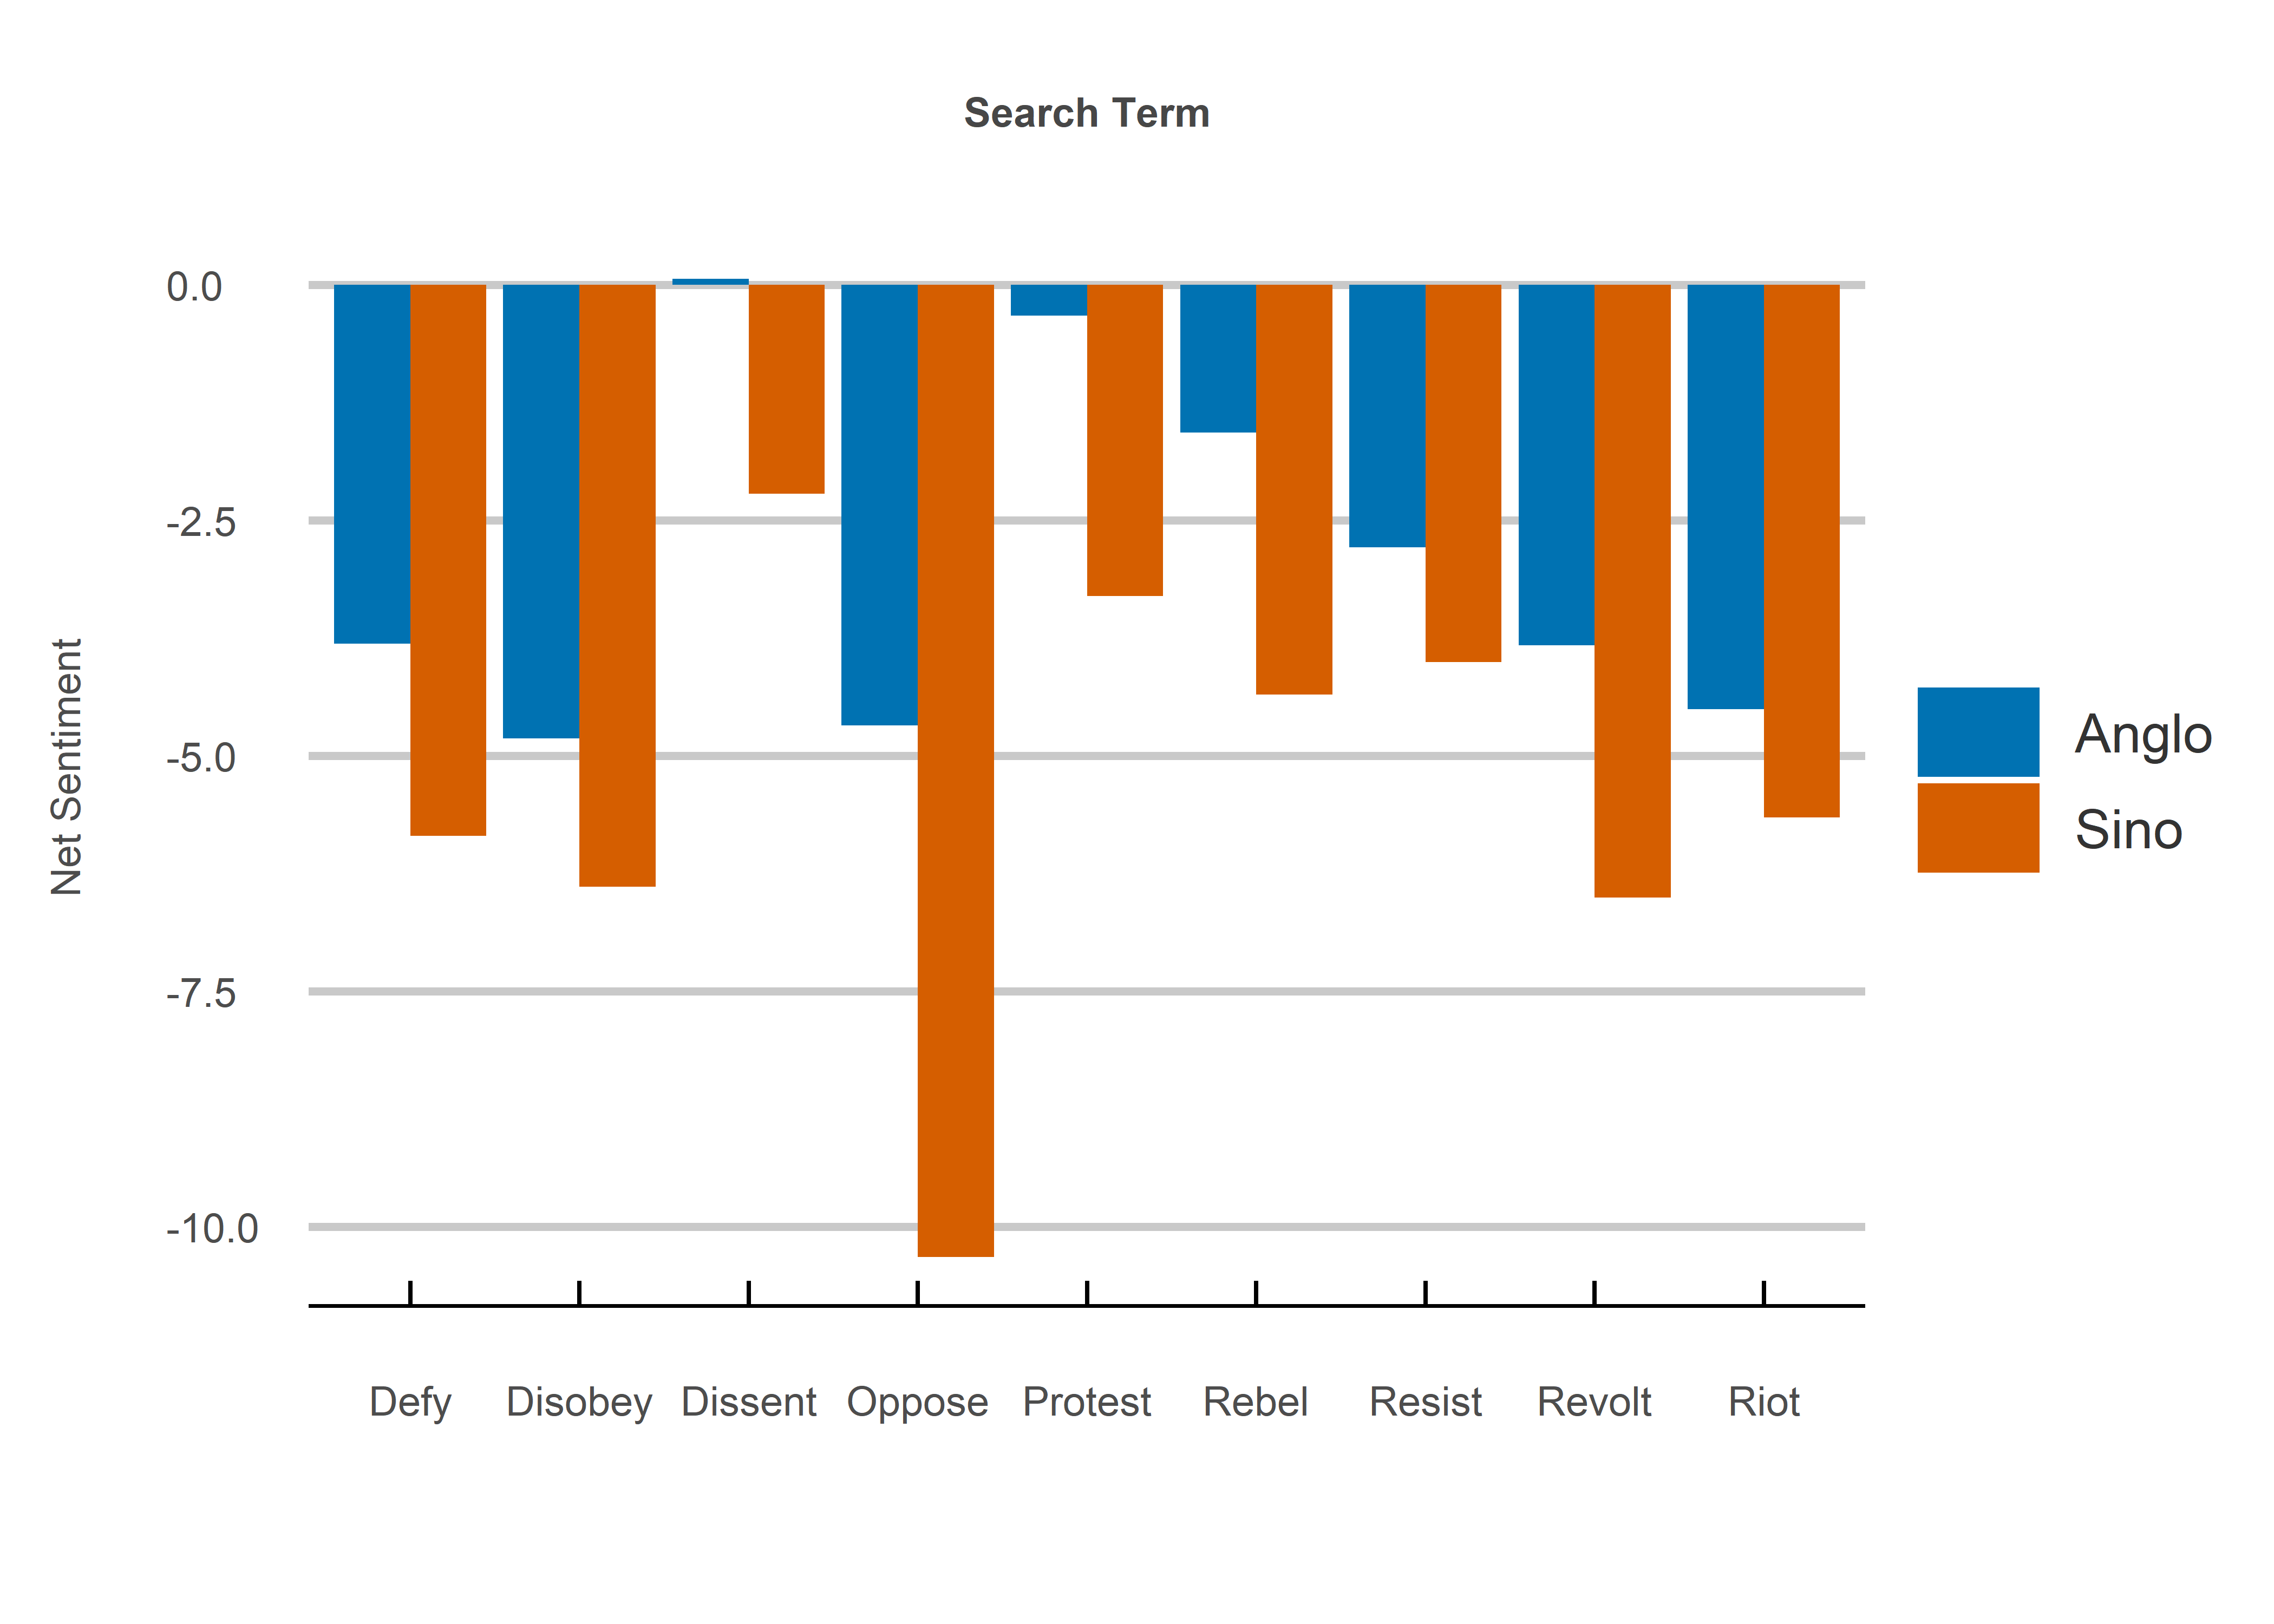 Search Term
0.0
-2.5
-5.0
-7.5
-10.0
Net Sentiment
Anglo
Sino
Defy Disobey Dissent Oppose Protest Rebel Resist Revolt Riot